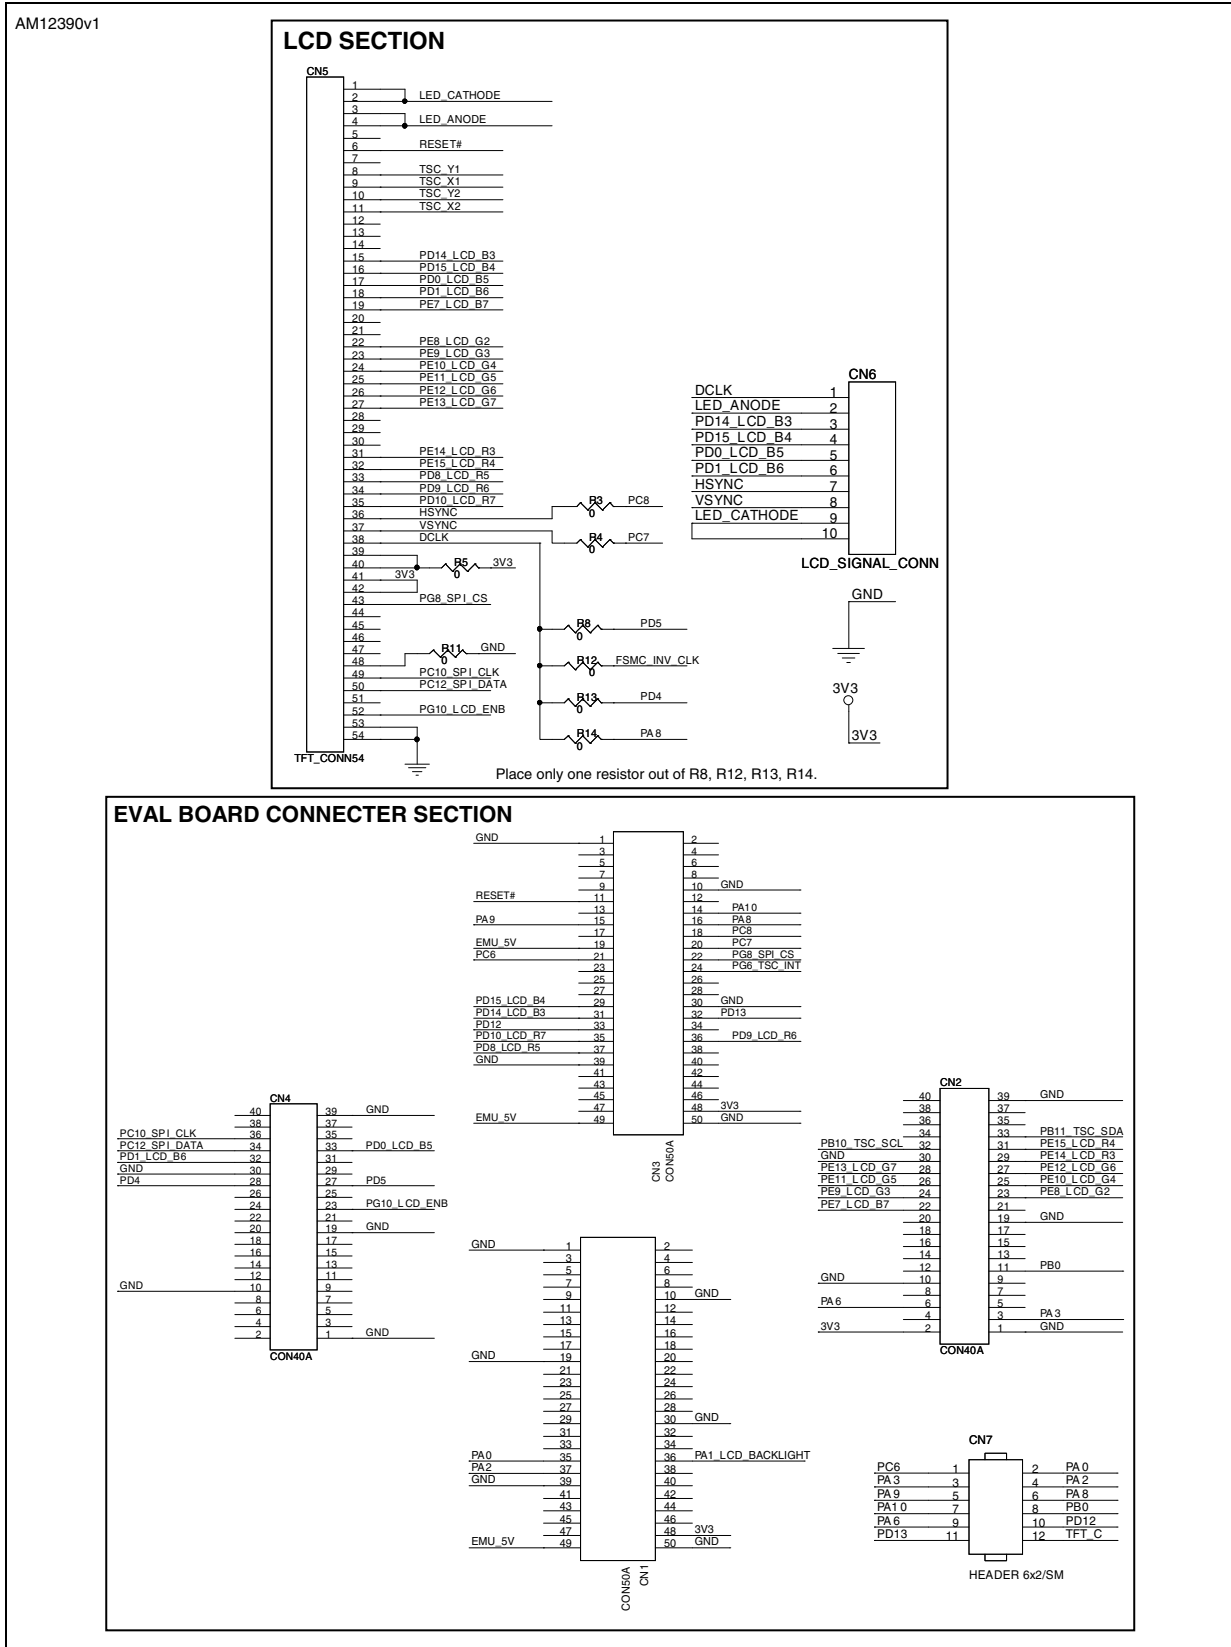 AM12390v1
LCD SECTION
CN5
1
2 LED_CATHODE
3
4 LED_ANODE
5
6 RESET#
7
8 TSC_Y1
9 TSC_X1
10 TSC_Y2
11 TSC_X2
12
13
14
15 PD14_LCD_B3
16 PD15_LCD_B4
17 PD0_LCD_B5
18 PD1_LCD_B6
19 PE7_LCD_B7
20
21
22 PE8_LCD_G2
23 PE9_LCD_G3
24 PE10_LCD_G4
25 PE11_LCD_G5
26 PE12_LCD_G6
27 PE13_LCD_G7
28
29
30
31 PE14_LCD_R3
32 PE15_LCD_R4
33 PD8_LCD_R5
34 PD9_LCD_R6
35 PD10_LCD_R7
36 HSYNC
37 VSYNC
38 DCLK
39
40
41 3V3
42
43 PG8_SPI_CS
44
45
46
47
48
49 PC10_SPI_CLK
50 PC12_SPI_DATA
51
52 PG10_LCD_ENB
53
54
TFT_CONN54
R3 PC8
0
R4 PC7
0
R5 3V3
0
R11 GND
0
R8 PD5
0
R12 FSMC_INV_CLK
0
R13 PD4
0
R14 PA8
0
CN6
DCLK 1
LED_ANODE 2
PD14_LCD_B3 3
PD15_LCD_B4 4
PD0_LCD_B5 5
PD1_LCD_B6 6
HSYNC 7
VSYNC 8
LED_CATHODE 9
10
LCD_SIGNAL_CONN
GND
3V3
3V3
Place only one resistor out of R8, R12, R13, R14.
EVAL BOARD CONNECTER SECTION
GND 1 2
3 4
5 6
7 8
9 10 GND
RESET# 11 12
13 14 PA10
PA9 15 16 PA8
17 18 PC8
EMU_5V 19 20 PC7
PC6 21 22 PG8_SPI_CS
23 24 PG6_TSC_INT
25 26
27 28
PD15_LCD_B4 29 30 GND
PD14_LCD_B3 31 32 PD13
PD12 33 34
PD10_LCD_R7 35 36 PD9_LCD_R6
PD8_LCD_R5 37 38
GND 39 40
41 42
43 44
45 46
47 48 3V3
EMU_5V 49 50 GND
CN3
CON50A
CN4
40 39 GND
38 37
PC10_SPI_CLK 36 35
PC12_SPI_DATA 34 33 PD0_LCD_B5
PD1_LCD_B6 32 31
GND 30 29
PD4 28 27 PD5
26 25
24 23 PG10_LCD_ENB
22 21
20 19 GND
18 17
16 15
14 13
12 11
GND 10 9
8 7
6 5
4 3
2 1 GND
CON40A
CN2
40 39 GND
38 37
36 35
34 33 PB11_TSC_SDA
PB10_TSC_SCL 32 31 PE15_LCD_R4
GND 30 29 PE14_LCD_R3
PE13_LCD_G7 28 27 PE12_LCD_G6
PE11_LCD_G5 26 25 PE10_LCD_G4
PE9_LCD_G3 24 23 PE8_LCD_G2
PE7_LCD_B7 22 21
20 19 GND
18 17
16 15
14 13
12 11 PB0
GND 10 9
8 7
PA6 6 5
4 3 PA3
3V3 2 1 GND
CON40A
GND 1 2
3 4
5 6
7 8
9 10 GND
11 12
13 14
15 16
17 18
GND 19 20
21 22
23 24
25 26
27 28
29 30 GND
31 32
33 34
PA0 35 36 PA1_LCD_BACKLIGHT
PA2 37 38
GND 39 40
41 42
43 44
45 46
47 48 3V3
EMU_5V 49 50 GND
CON50A
CN1
CN7
PC6 1 2 PA0
PA3 3 4 PA2
PA9 5 6 PA8
PA10 7 8 PB0
PA6 9 10 PD12
PD13 11 12 TFT_C
HEADER 6x2/SM